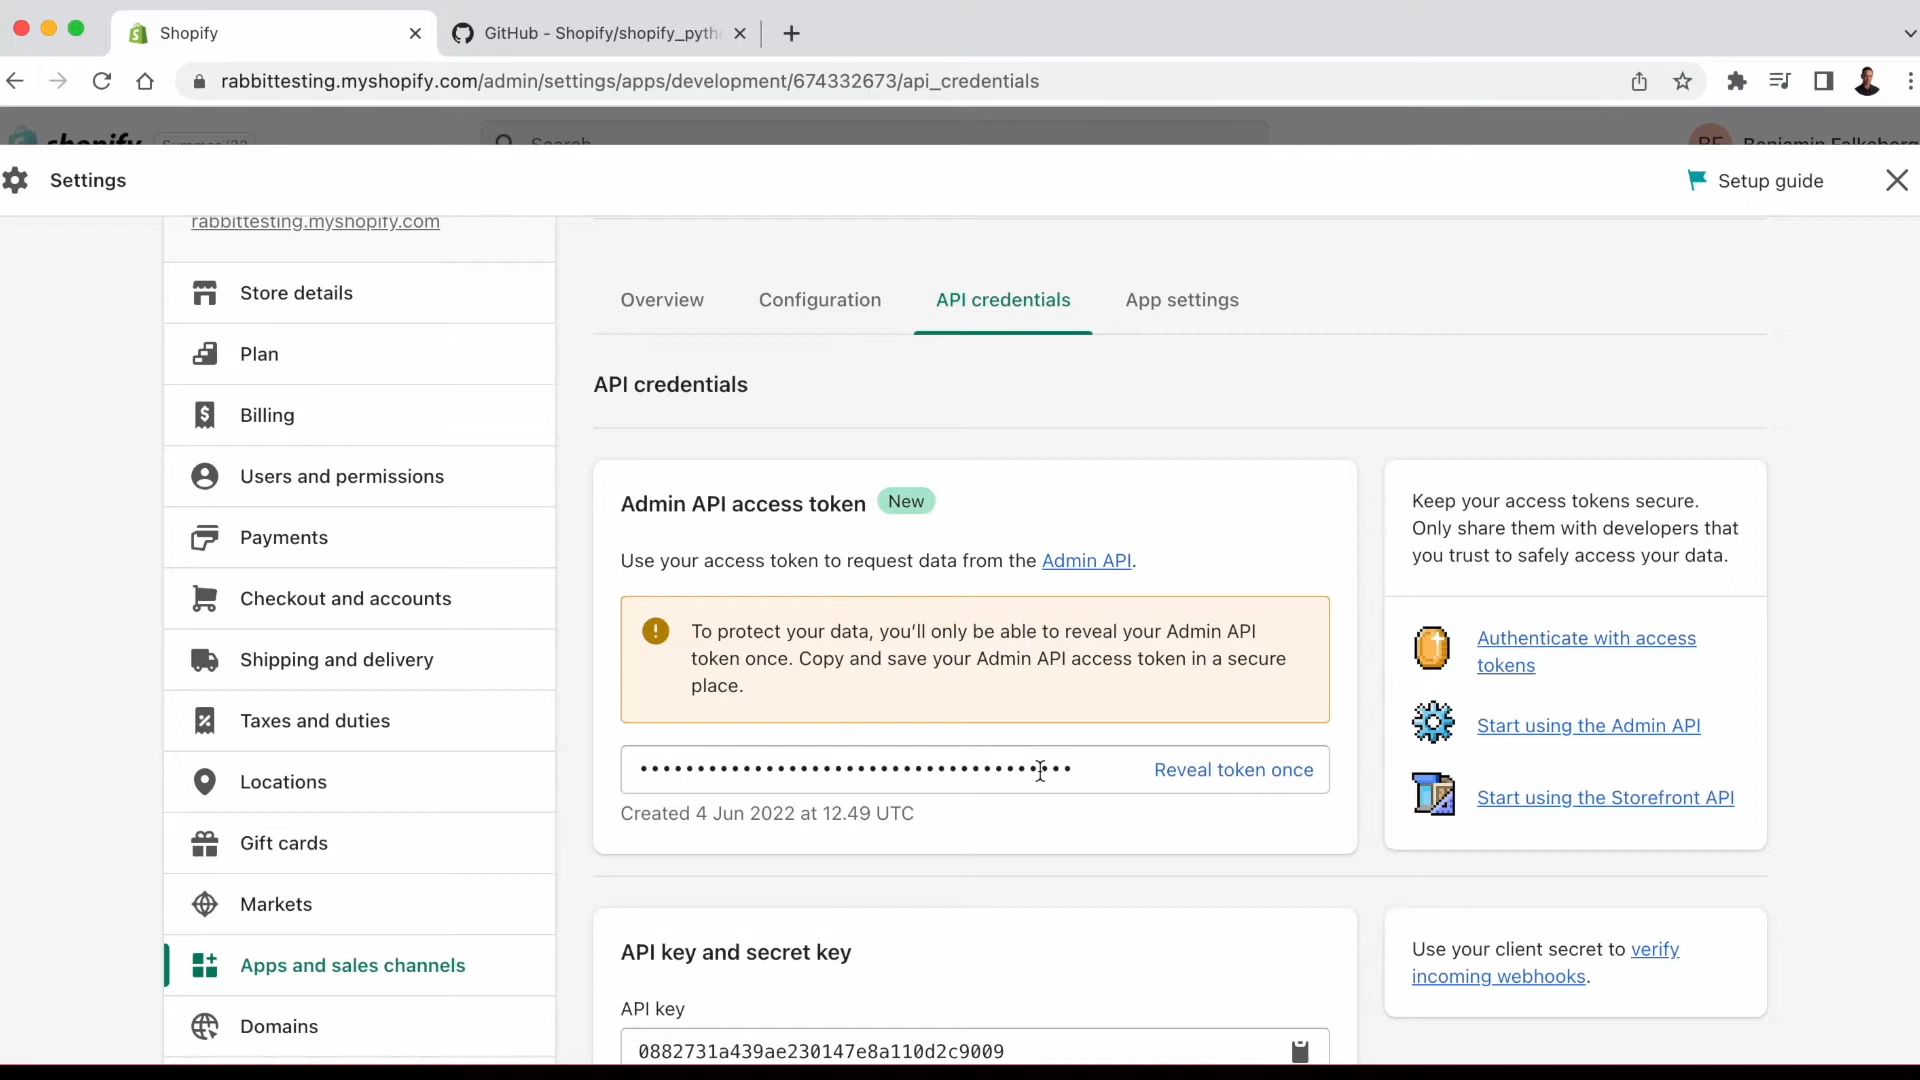 Shopify
GitHub - Shopify/shopify_pyth
rabbittesting.myshopify.com/admin/settings/apps/development/674332673/api_credentials
shopify
Search
Settings
Setup guide
rabbittesting.myshopify.com
Store details
Plan
Billing
Users and permissions
Payments
Checkout and accounts
Shipping and delivery
Taxes and duties
Locations
Gift cards
Markets
Apps and sales channels
Domains
Overview
Configuration
API credentials
App settings
API credentials
Admin API access token
New
Use your access token to request data from the Admin API.
To protect your data, you'll only be able to reveal your Admin API
token once. Copy and save your Admin API access token in a secure
place.
Reveal token once
Created 4 Jun 2022 at 12.49 UTC
Keep your access tokens secure.
Only share them with developers that
you trust to safely access your data.
Authenticate with access
tokens
Start using the Admin API
Start using the Storefront API
API key and secret key
API key
0882731a439ae230147e8a110d2c9009
Use your client secret to verify
incoming webhooks.